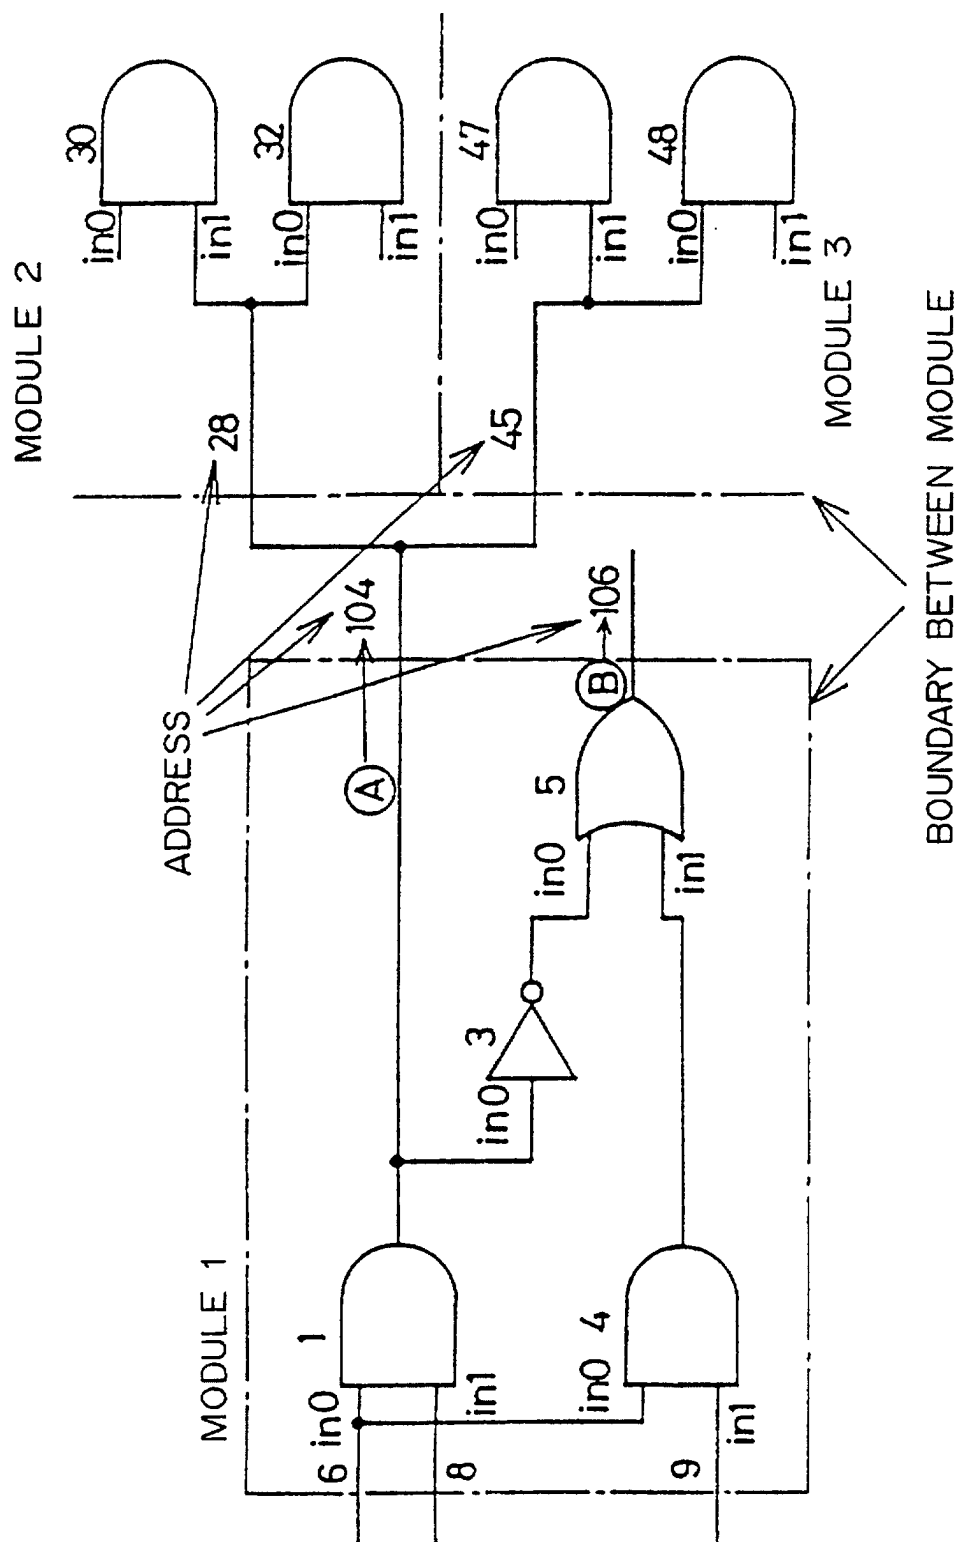 MODULE 1
ADDRESS
MODULE 2
6
in0
1
8
in1
in0
4
9
in1
in0
3
in0
5
in1
A
104
B
106
28
45
in0
30
in1
in0
32
in1
in0
47
in1
in0
48
in1
MODULE 3
BOUNDARY BETWEEN MODULE